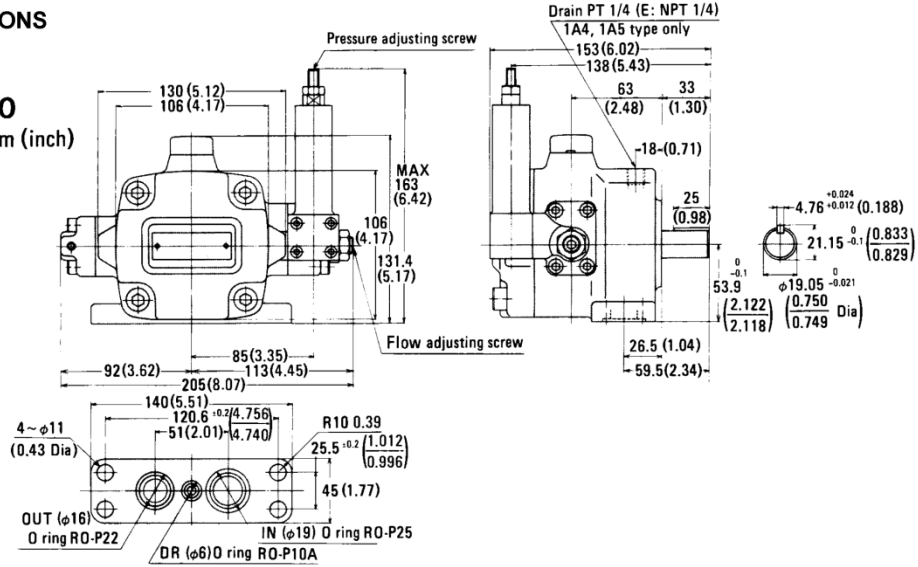 ONS
0
m (inch)
Pressure adjusting screw
130 (5.12)
106 (4.17)
MAX
163
(6.42)
106
(4.17)
131.4
(5.17)
Flow adjusting screw
85 (3.35)
92 (3.62)
113 (4.45)
205 (8.07)
Drain PT 1/4 (E: NPT 1/4)
1A4, 1A5 type only
153 (6.02)
138 (5.43)
63
(2.48)
33
(1.30)
18 (0.71)
25
(0.98)
0
-0.1
53.9
(2.122
2.118)
26.5 (1.04)
59.5 (2.34)
4.76 +0.024 +0.012 (0.188)
21.15 0 -0.1 (0.833
0.829)
φ19.05 0 -0.021
(0.750
0.749 Dia)
140 (5.51)
120.6 ±0.2 (4.756
4.740)
51 (2.01)
4~φ11
(0.43 Dia)
R10 0.39
25.5 ±0.2 (1.012
0.996)
45 (1.77)
OUT (φ16)
O ring RO-P22
IN (φ19) O ring RO-P25
DR (φ6) O ring RO-P10A